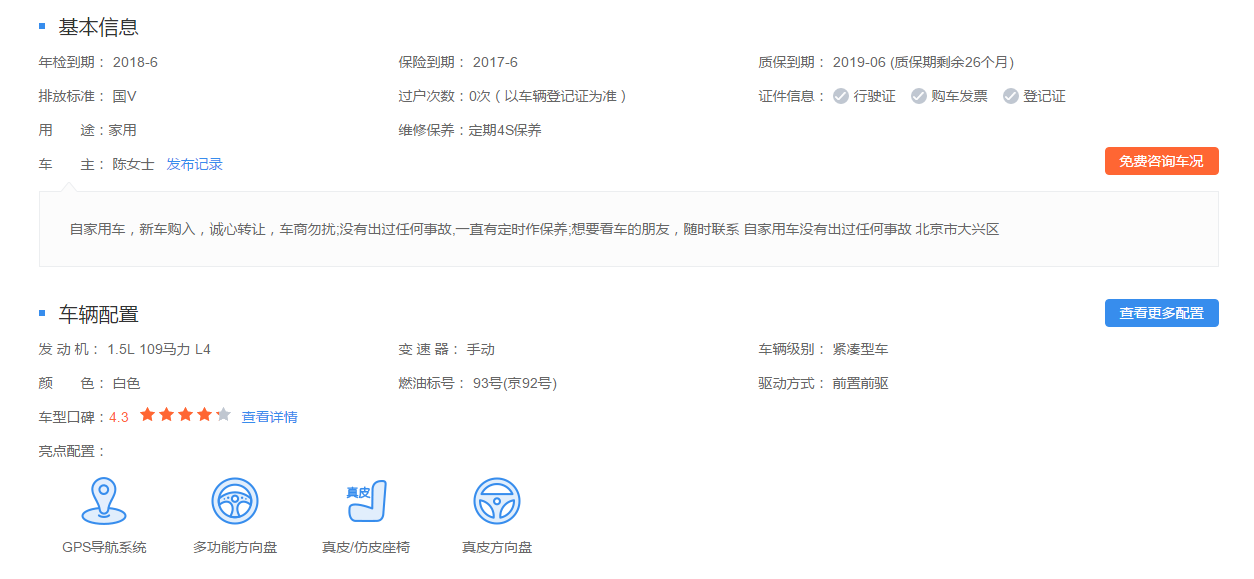 基本信息
年检到期： 2018-6 保险到期： 2017-6 质保到期： 2019-06 (质保期剩余26个月)
排放标准： 国V 过户次数：0次（以车辆登记证为准） 证件信息： 行驶证 购车发票 登记证
用 途：家用 维修保养：定期4S保养
车 主： 陈女士 发布记录 免费咨询车况
自家用车，新车购入，诚心转让，车商勿扰;没有出过任何事故,一直有定时作保养;想要看车的朋友，随时联系 自家用车没有出过任何事故 北京市大兴区
车辆配置 查看更多配置
发 动 机： 1.5L 109马力 L4 变 速 器： 手动 车辆级别： 紧凑型车
颜 色： 白色 燃油标号： 93号(京92号) 驱动方式： 前置前驱
车型口碑：4.3 查看详情
亮点配置：
真皮
GPS导航系统 多功能方向盘 真皮/仿皮座椅 真皮方向盘